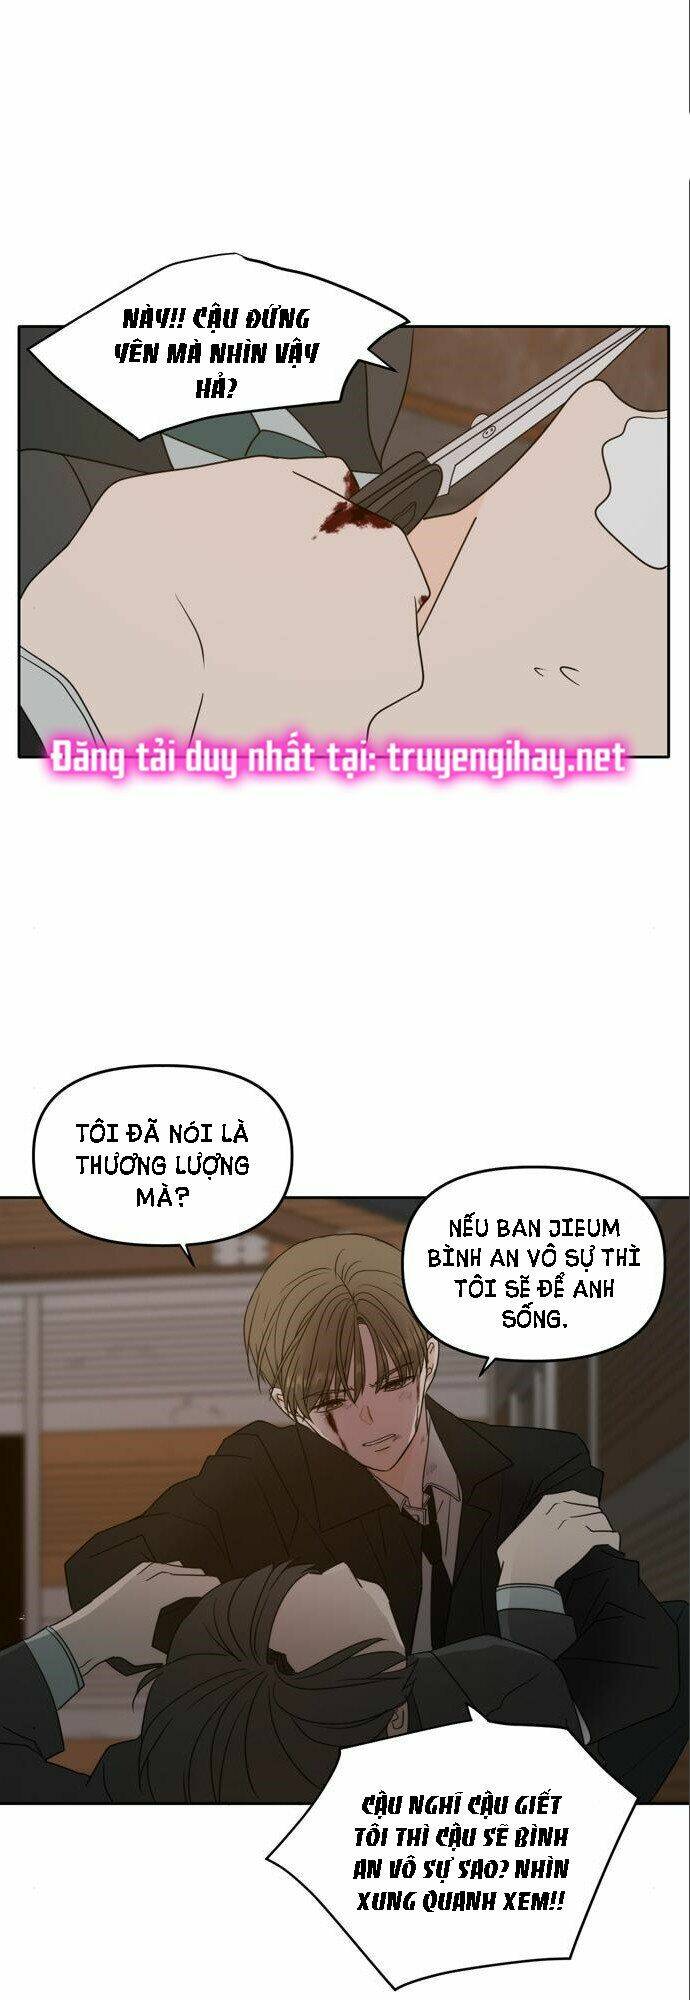 NÀY!! CẬU ĐỨNG
YÊN MÀ NHÌN VẬY
HẢ?
Đăng tải duy nhất tại: truyengihay.net
TÔI ĐÃ NÓI LÀ
THƯƠNG LƯỢNG
MÀ?
NẾU BAN JIEUM
BÌNH AN VÔ SỰ THÌ
TÔI SẼ ĐỂ ANH
SỐNG.
CẬU NGHĨ CẬU GIẾT
TÔI THÌ CẬU SẼ BÌNH
AN VÔ SỰ SAO? NHÌN
XUNG QUANH XEM!!